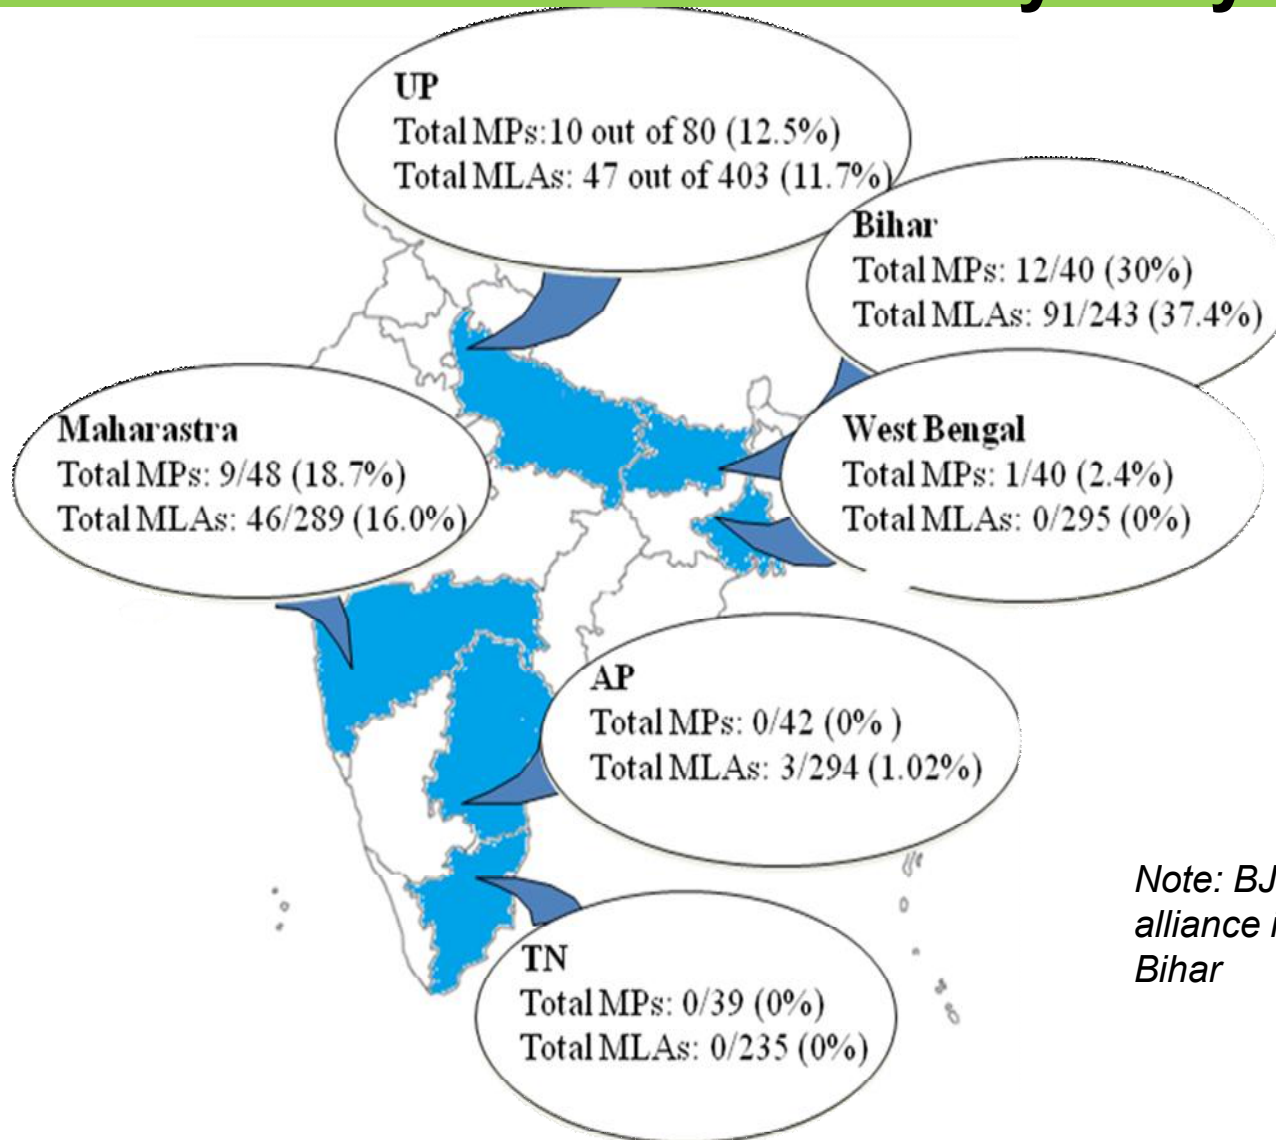 UP
Total MPs:10 out of 80 (12.5%)
Total MLAs: 47 out of 403 (11.7%)
Bihar
Total MPs: 12/40 (30%)
Total MLAs: 91/243 (37.4%)
Maharastra
Total MPs: 9/48 (18.7%)
Total MLAs: 46/289 (16.0%)
West Bengal
Total MPs: 1/40 (2.4%)
Total MLAs: 0/295 (0%)
AP
Total MPs: 0/42 (0% )
Total MLAs: 3/294 (1.02%)
Note: BJ
alliance
Bihar
TN
Total MPs: 0/39 (0%)
Total MLAs: 0/235 (0%)